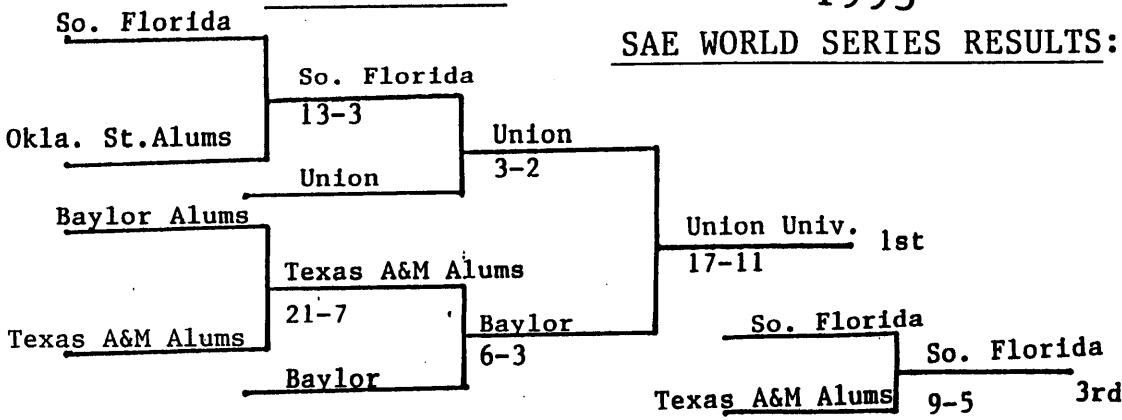 1993
SAE WORLD SERIES RESULTS:
So. Florida
So. Florida
13-3
Okla. St.Alums
Union
3-2
Union
Baylor Alums
Union Univ. 1st
17-11
Texas A&M Alums
21-7
Texas A&M Alums
Baylor
6-3
Baylor
So. Florida
So. Florida
9-5 3rd
Texas A&M Alums